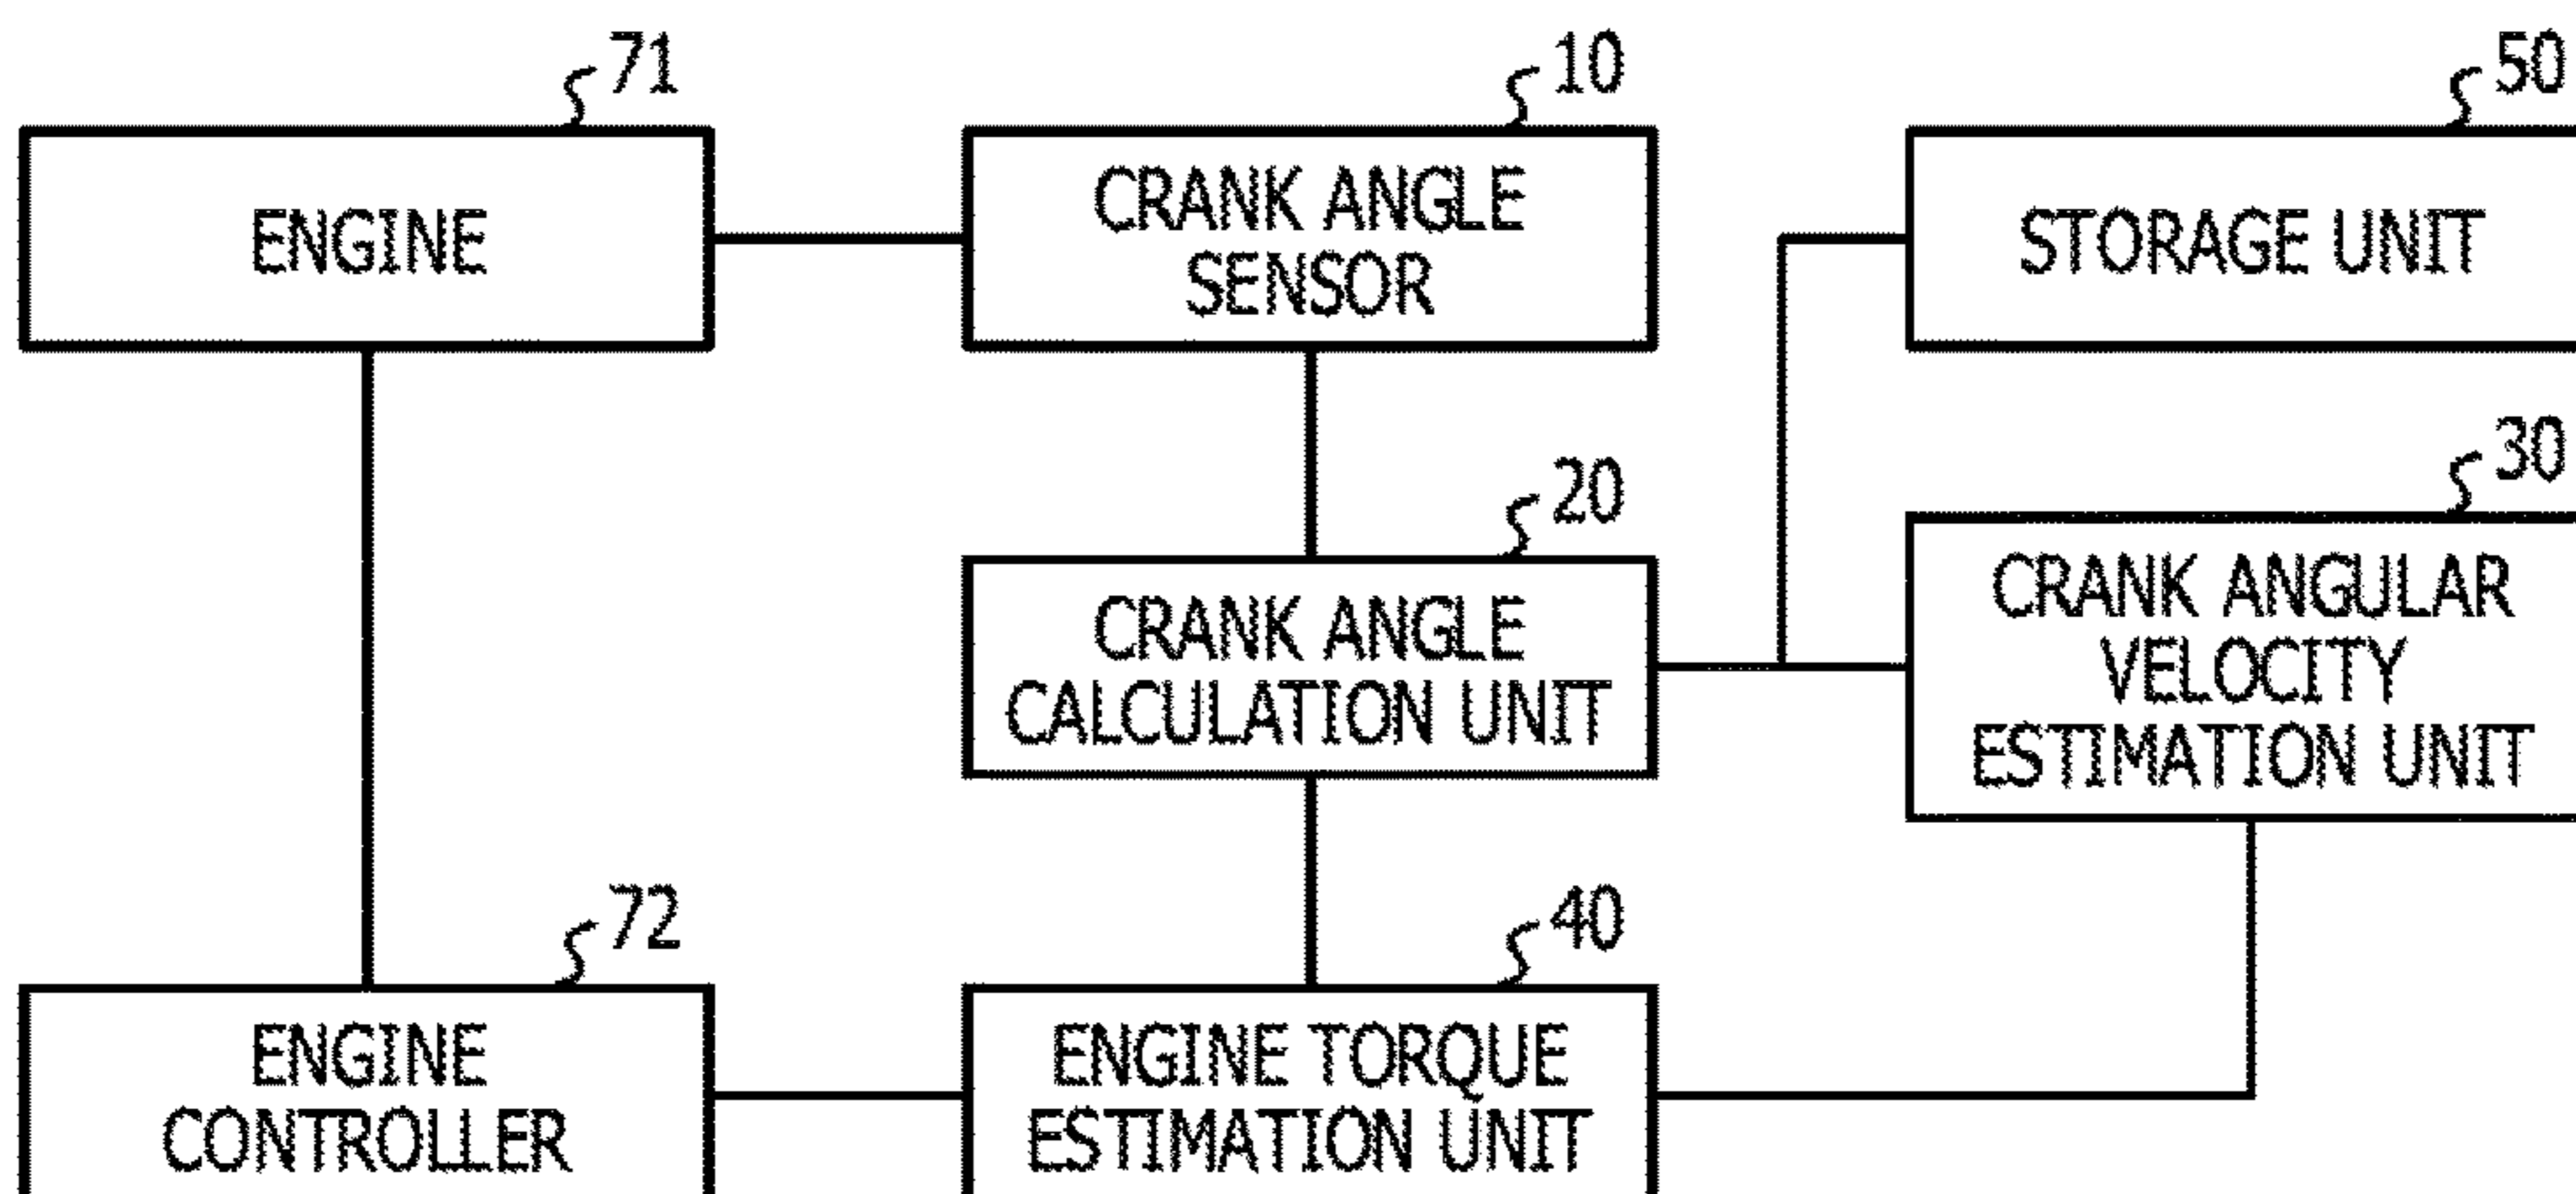 71
ENGINE
10
CRANK ANGLE
SENSOR
50
STORAGE UNIT
20
CRANK ANGLE
CALCULATION UNIT
30
CRANK ANGULAR
VELOCITY
ESTIMATION UNIT
72
ENGINE
CONTROLLER
40
ENGINE TORQUE
ESTIMATION UNIT